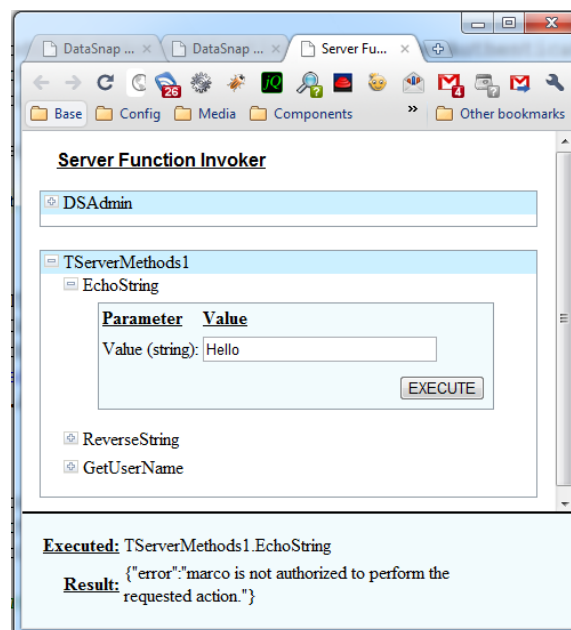 DataSnap ...
DataSnap ...
Server Fu...
26
jQ
?
4
?
Base Config Media Components » Other bookmarks
Server Function Invoker
DSAdmin
TServerMethods1
EchoString
Parameter Value
Value (string): Hello
EXECUTE
ReverseString
GetUserName
Executed: TServerMethods1.EchoString
Result: {"error":"marco is not authorized to perform the
requested action."}